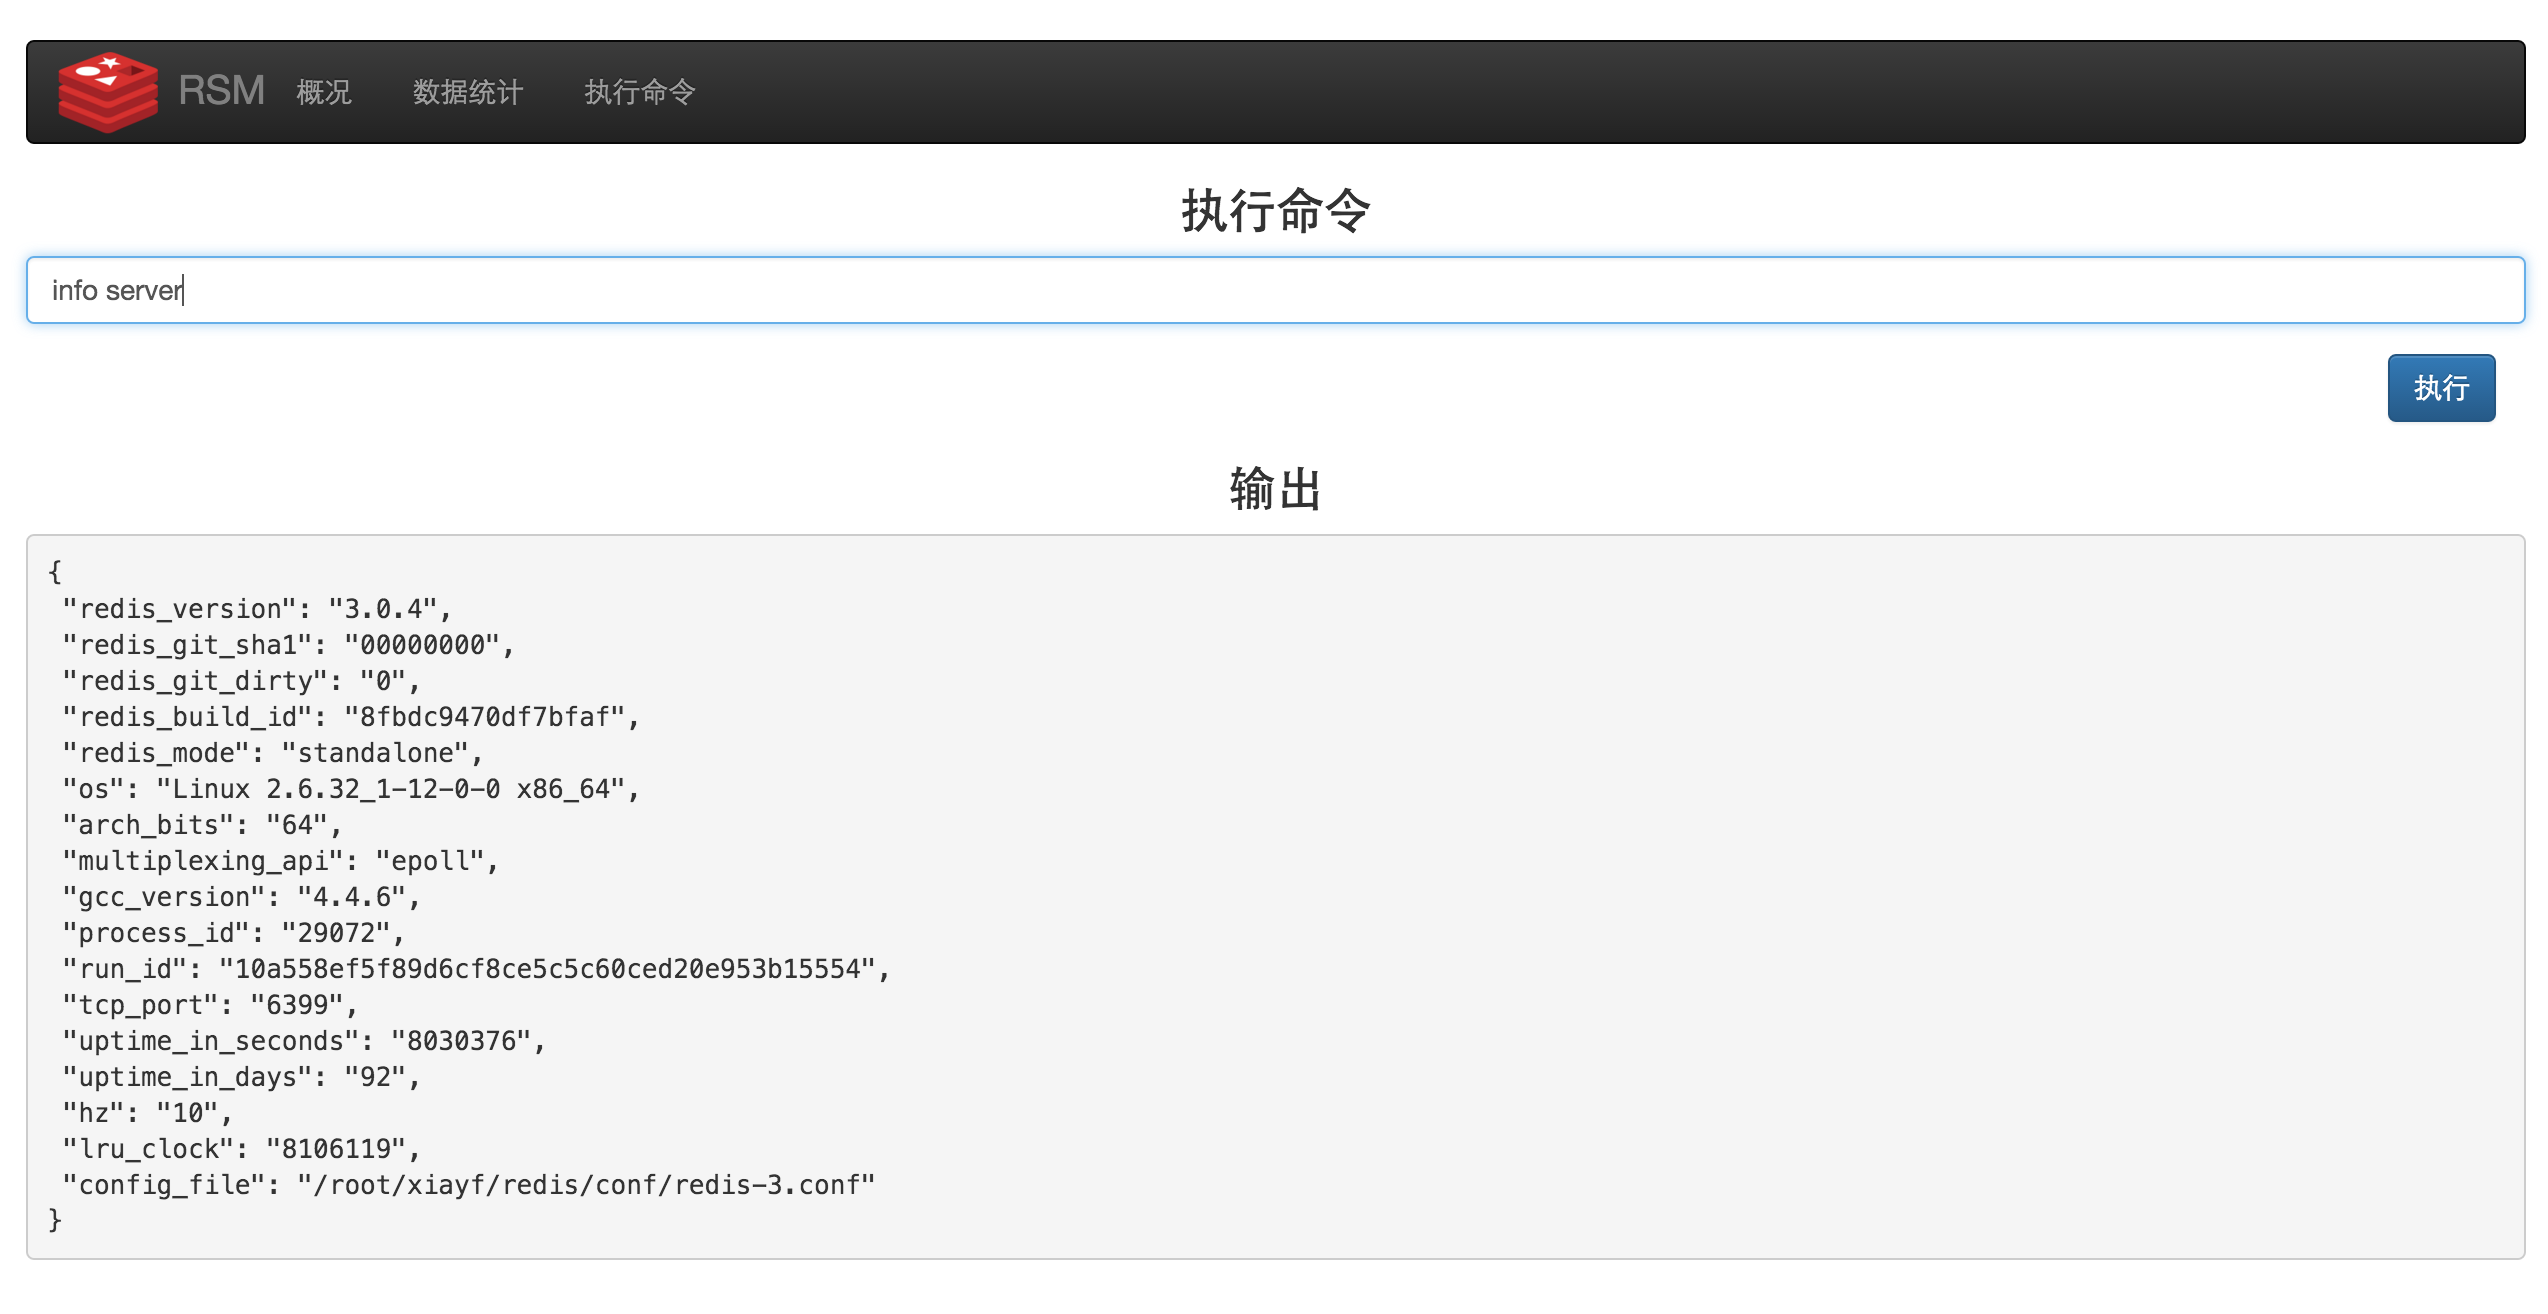 RSM 概况 数据统计 执行命令
执行命令
info server
执行
输出
{
"redis_version": "3.0.4",
"redis_git_sha1": "00000000",
"redis_git_dirty": "0",
"redis_build_id": "8fbdc9470df7bfaf",
"redis_mode": "standalone",
"os": "Linux 2.6.32_1-12-0-0 x86_64",
"arch_bits": "64",
"multiplexing_api": "epoll",
"gcc_version": "4.4.6",
"process_id": "29072",
"run_id": "10a558ef5f89d6cf8ce5c5c60ced20e953b15554",
"tcp_port": "6399",
"uptime_in_seconds": "8030376",
"uptime_in_days": "92",
"hz": "10",
"lru_clock": "8106119",
"config_file": "/root/xiayf/redis/conf/redis-3.conf"
}